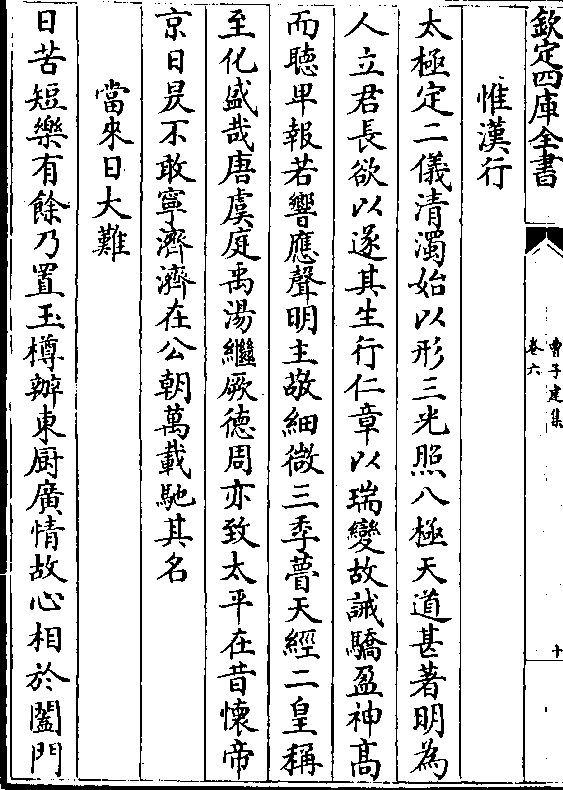 欽定四庫全書
曹子建集
卷六
十
惟漢行
太極定二儀清濁始以形三光照八極天道甚著明為
人立君長欲以遂其生行仁章以瑞變故誡驕盈神髙
而聽卑報若響應聲明主敬細微三季瞢天經二皇稱
至化盛哉唐虞庭禹湯繼厥德周亦致太平在昔懷帝
京日昃不敢寧濟濟在公朝萬載馳其名
當來日大難
日苦短樂有餘乃置玉樽辦東厨廣情故心相於闔門